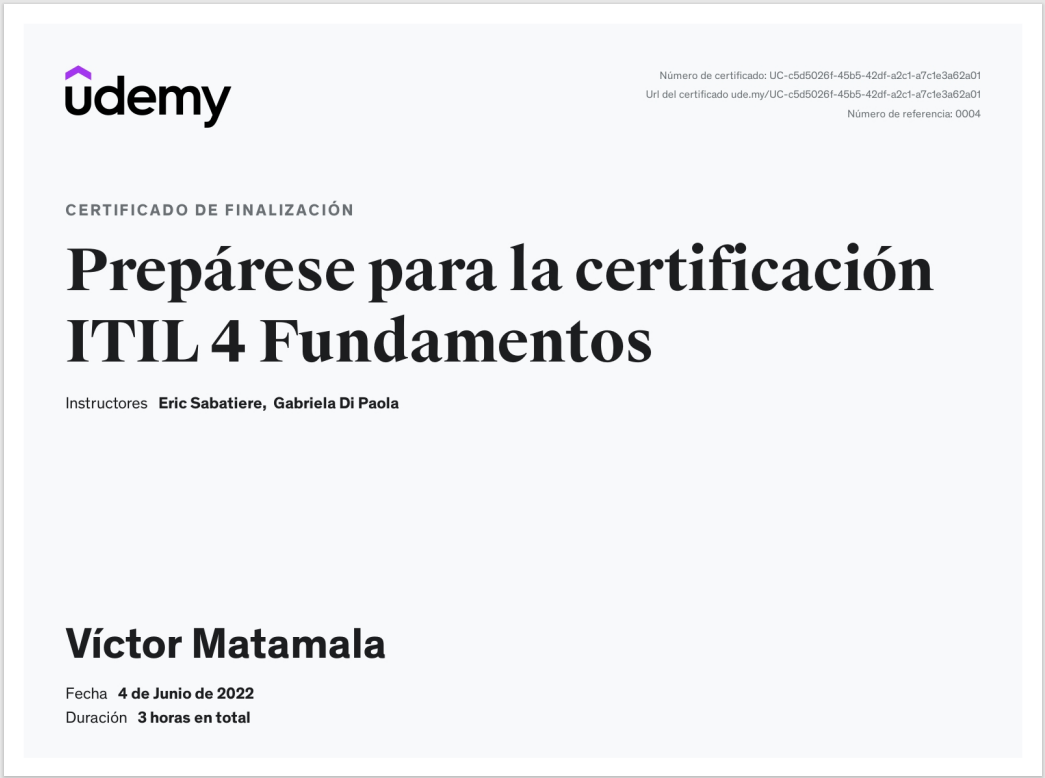 udemy
Número de certificado: UC-c5d5026f-45b5-42df-a2c1-a7c1e3a62a01
Url del certificado ude.my/UC-c5d5026f-45b5-42df-a2c1-a7c1e3a62a01
Número de referencia: 0004
CERTIFICADO DE FINALIZACIÓN
Prepárese para la certificación
ITIL 4 Fundamentos
Instructores Eric Sabatiere, Gabriela Di Paola
Víctor Matamala
Fecha 4 de Junio de 2022
Duración 3 horas en total